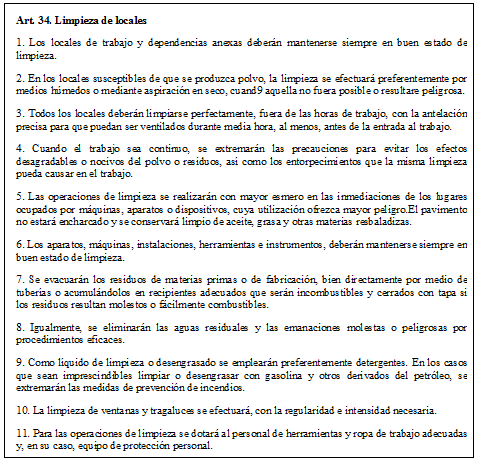 Art. 34. Limpieza de locales
1. Los locales de trabajo y dependencias anexas deberán mantenerse siempre en buen estado de
limpieza.
2. En los locales susceptibles de que se produzca polvo, la limpieza se efectuará preferentemente por
medios húmedos o mediante aspiración en seco, cuand9 aquella no fuera posible o resultare peligrosa.
3. Todos los locales deberán limpiarse perfectamente, fuera de las horas de trabajo, con la antelación
precisa para que puedan ser ventilados durante media hora, al menos, antes de la entrada al trabajo.
4. Cuando el trabajo sea continuo, se extremarán las precauciones para evitar los efectos
desagradables o nocivos del polvo o residuos, asi como los entorpecimientos que la misma limpieza
pueda causar en el trabajo.
5. Las operaciones de limpieza se realizarán con mayor esmero en las inmediaciones de los lugares
ocupados por máquinas, aparatos o dispositivos, cuya utilización ofrezca mayor peligro.El pavimento
no estará encharcado y se conservará limpio de aceite, grasa y otras materias resbaladizas.
6. Los aparatos, máquinas, instalaciones, herramientas e instrumentos, deberán mantenerse siempre en
buen estado de limpieza.
7. Se evacuarán los residuos de materias primas o de fabricación, bien directamente por medio de
tuberías o acumulándolos en recipientes adecuados que serán incombustibles y cerrados con tapa si
los residuos resultan molestos o fácilmente combustibles.
8. Igualmente, se eliminarán las aguas residuales y las emanaciones molestas o peligrosas por
procedimientos eficaces.
9. Como líquido de limpieza o desengrasado se emplearán preferentemente detergentes. En los casos
que sean imprescindibles limpiar o desengrasar con gasolina y otros derivados del petróleo, se
extremarán las medidas de prevención de incendios.
10. La limpieza de ventanas y tragaluces se efectuará, con la regularidad e intensidad necesaria.
11. Para las operaciones de limpieza se dotará al personal de herramientas y ropa de trabajo adecuadas
y, en su caso, equipo de protección personal.